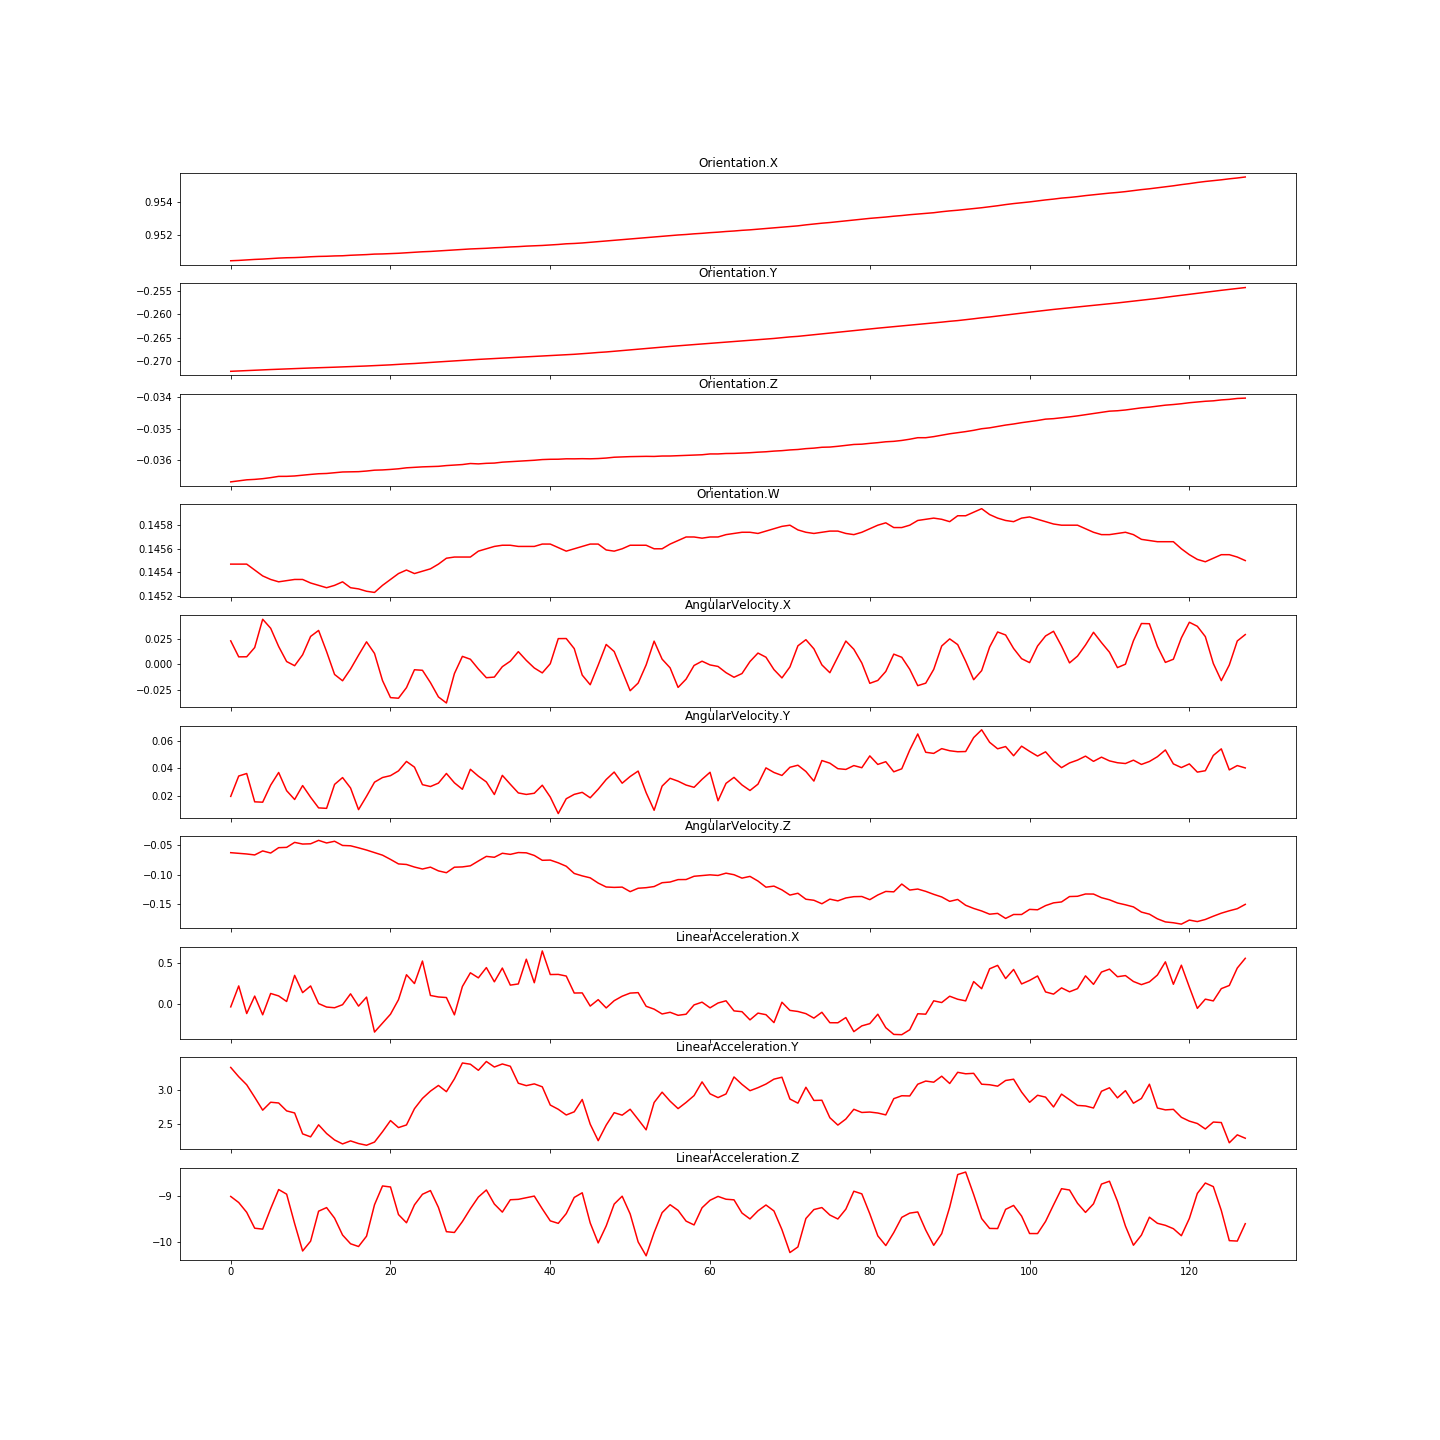 Orientation.X
0.954
0.952
Orientation.Y
−0.255
−0.260
−0.265
−0.270
Orientation.Z
−0.034
−0.035
−0.036
Orientation.W
0.1458
0.1456
0.1454
0.1452
AngularVelocity.X
0.025
0.000
−0.025
AngularVelocity.Y
0.06
0.04
0.02
AngularVelocity.Z
−0.05
−0.10
−0.15
LinearAcceleration.X
0.5
0.0
LinearAcceleration.Y
3.0
2.5
LinearAcceleration.Z
−9
−10
0 20 40 60 80 100 120